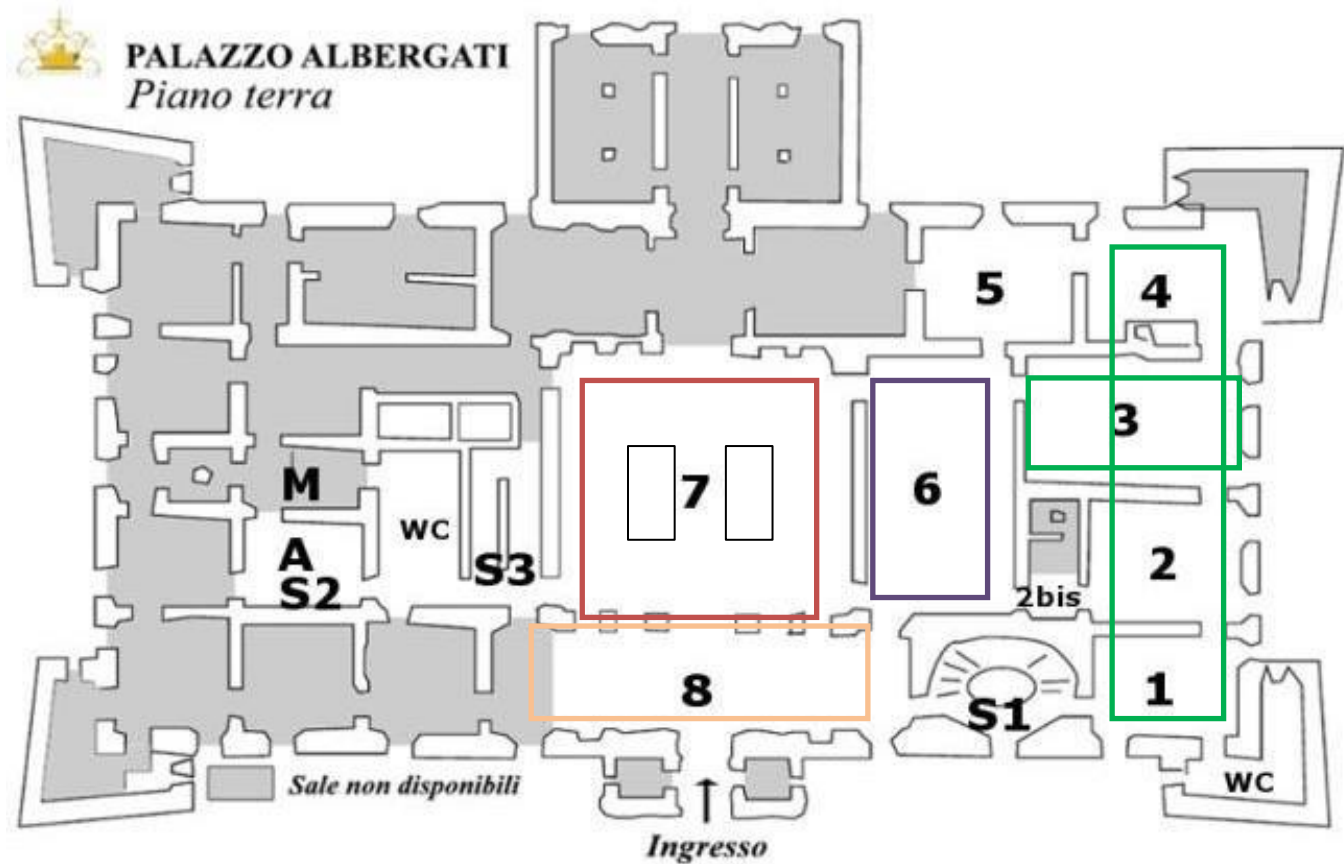 PALAZZO ALBERGATI
Piano terra
5
4
3
7
6
M
WC
A
S2
S3
2
2bis
8
S1
1
WC
Sale non disponibili
Ingresso